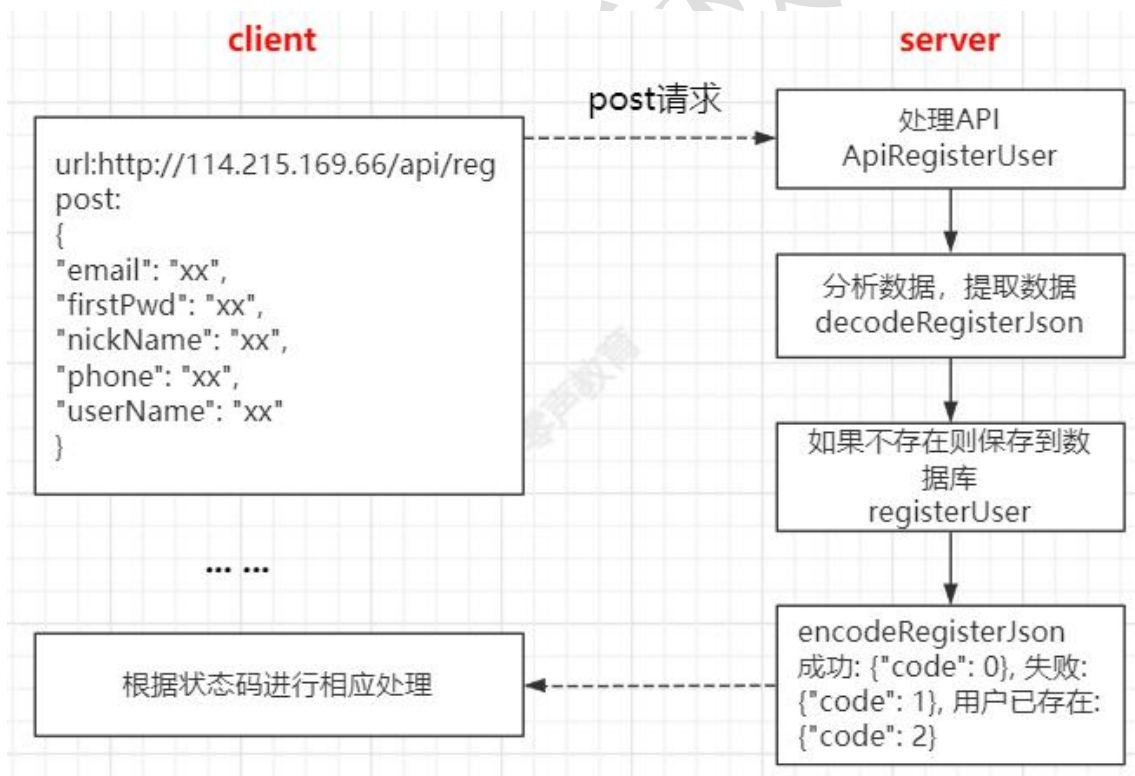 client
server
post请求
url:http://114.215.169.66/api/reg
post:
{
"email": "xx",
"firstPwd": "xx",
"nickName": "xx",
"phone": "xx",
"userName": "xx"
}
... ...
根据状态码进行相应处理
处理API
ApiRegisterUser
分析数据，提取数据
decodeRegisterJson
如果不存在则保存到数
据库
registerUser
encodeRegisterJson
成功: {"code": 0}, 失败:
{"code": 1}, 用户已存在:
{"code": 2}
零声教育